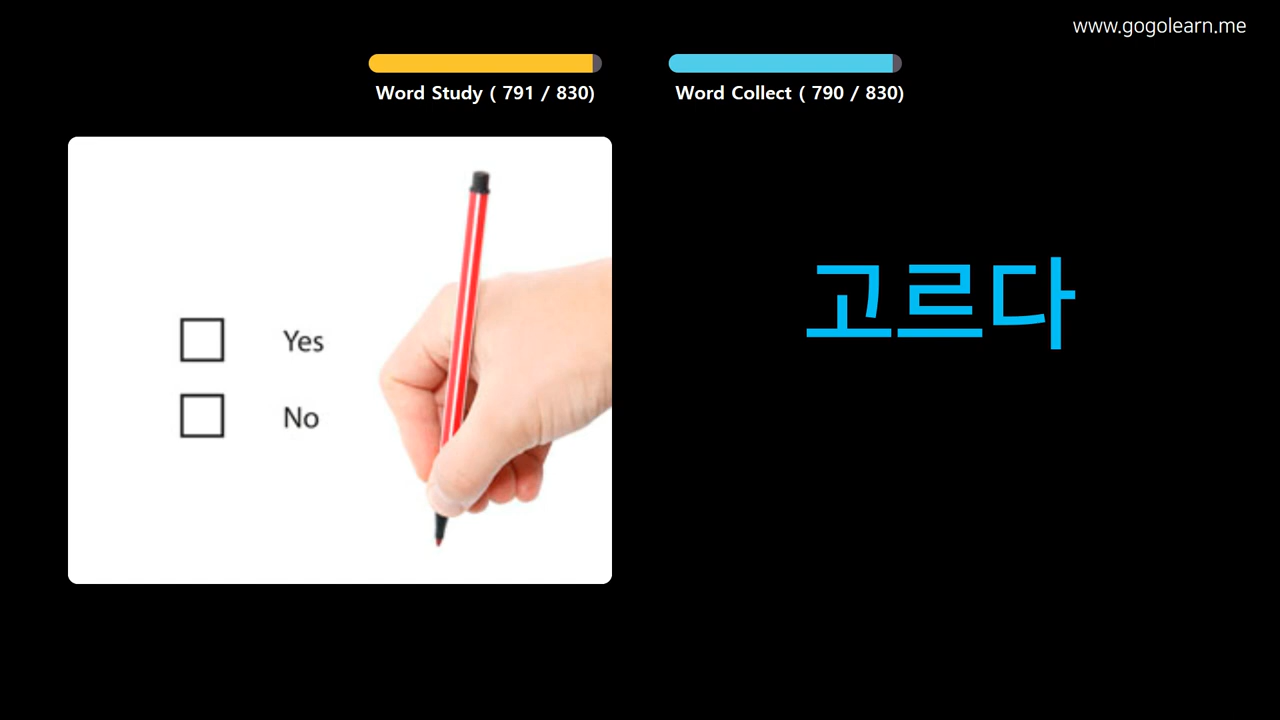 www.gogolearn.me
Word Study ( 791 / 830)
Word Collect ( 790 / 830)
Yes
No
고르다